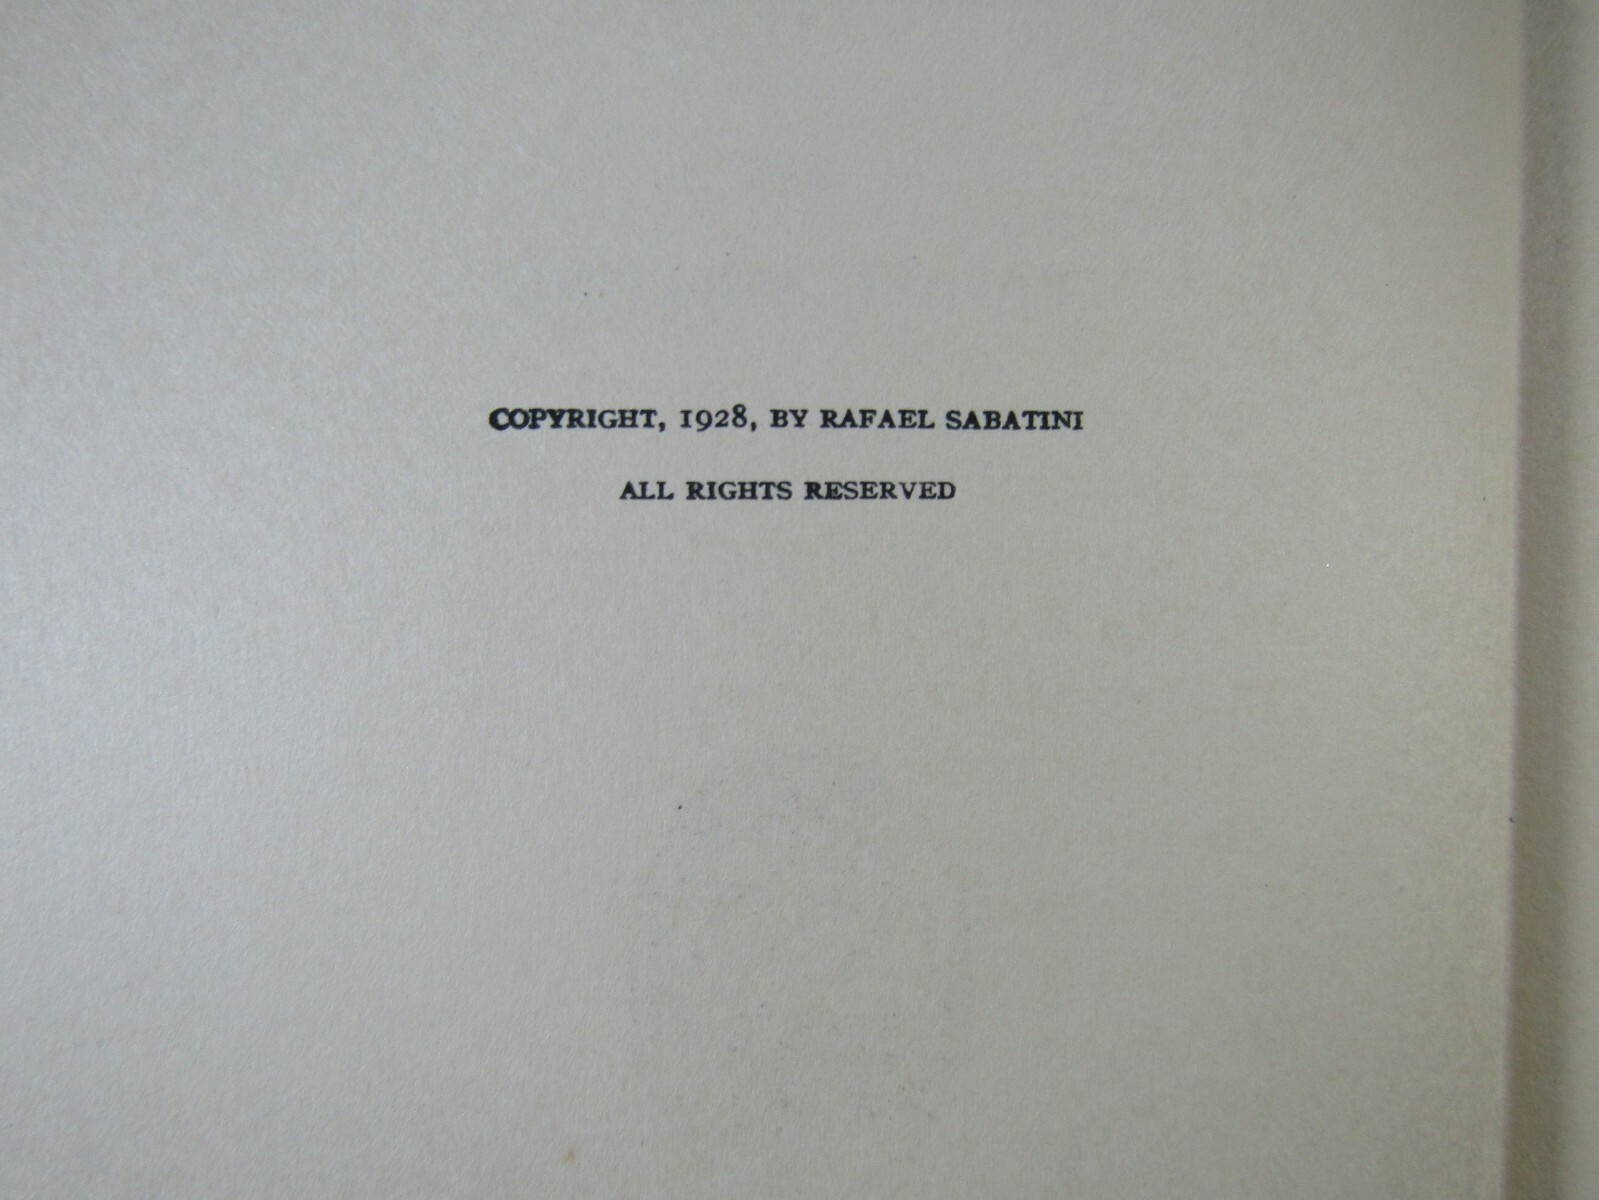 COPYRIGHT, 1928, BY RAFAEL SABATINI
ALL RIGHTS RESERVED